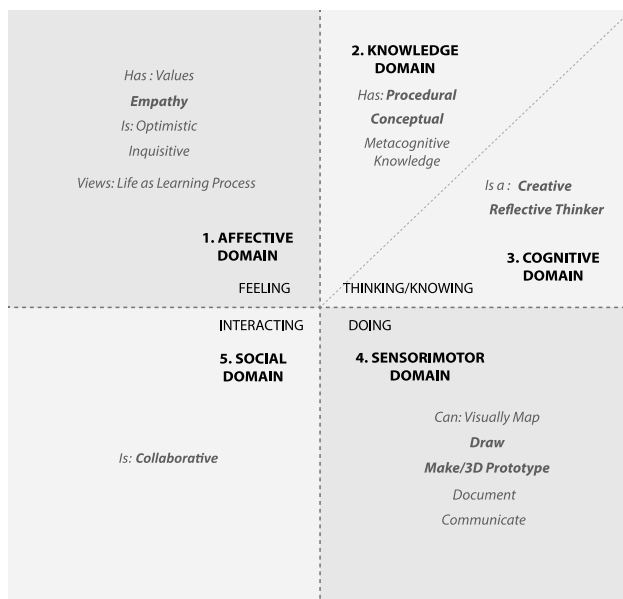 Has : Values
Empathy
Is: Optimistic
Inquisitive
Views: Life as Learning Process
1. AFFECTIVE
DOMAIN
FEELING
2. KNOWLEDGE
DOMAIN
Has: Procedural
Conceptual
Metacognitive
Knowledge
Is a : Creative
Reflective Thinker
3. COGNITIVE
DOMAIN
THINKING/KNOWING
INTERACTING
5. SOCIAL
DOMAIN
Is: Collaborative
DOING
4. SENSORIMOTOR
DOMAIN
Can: Visually Map
Draw
Make/3D Prototype
Document
Communicate